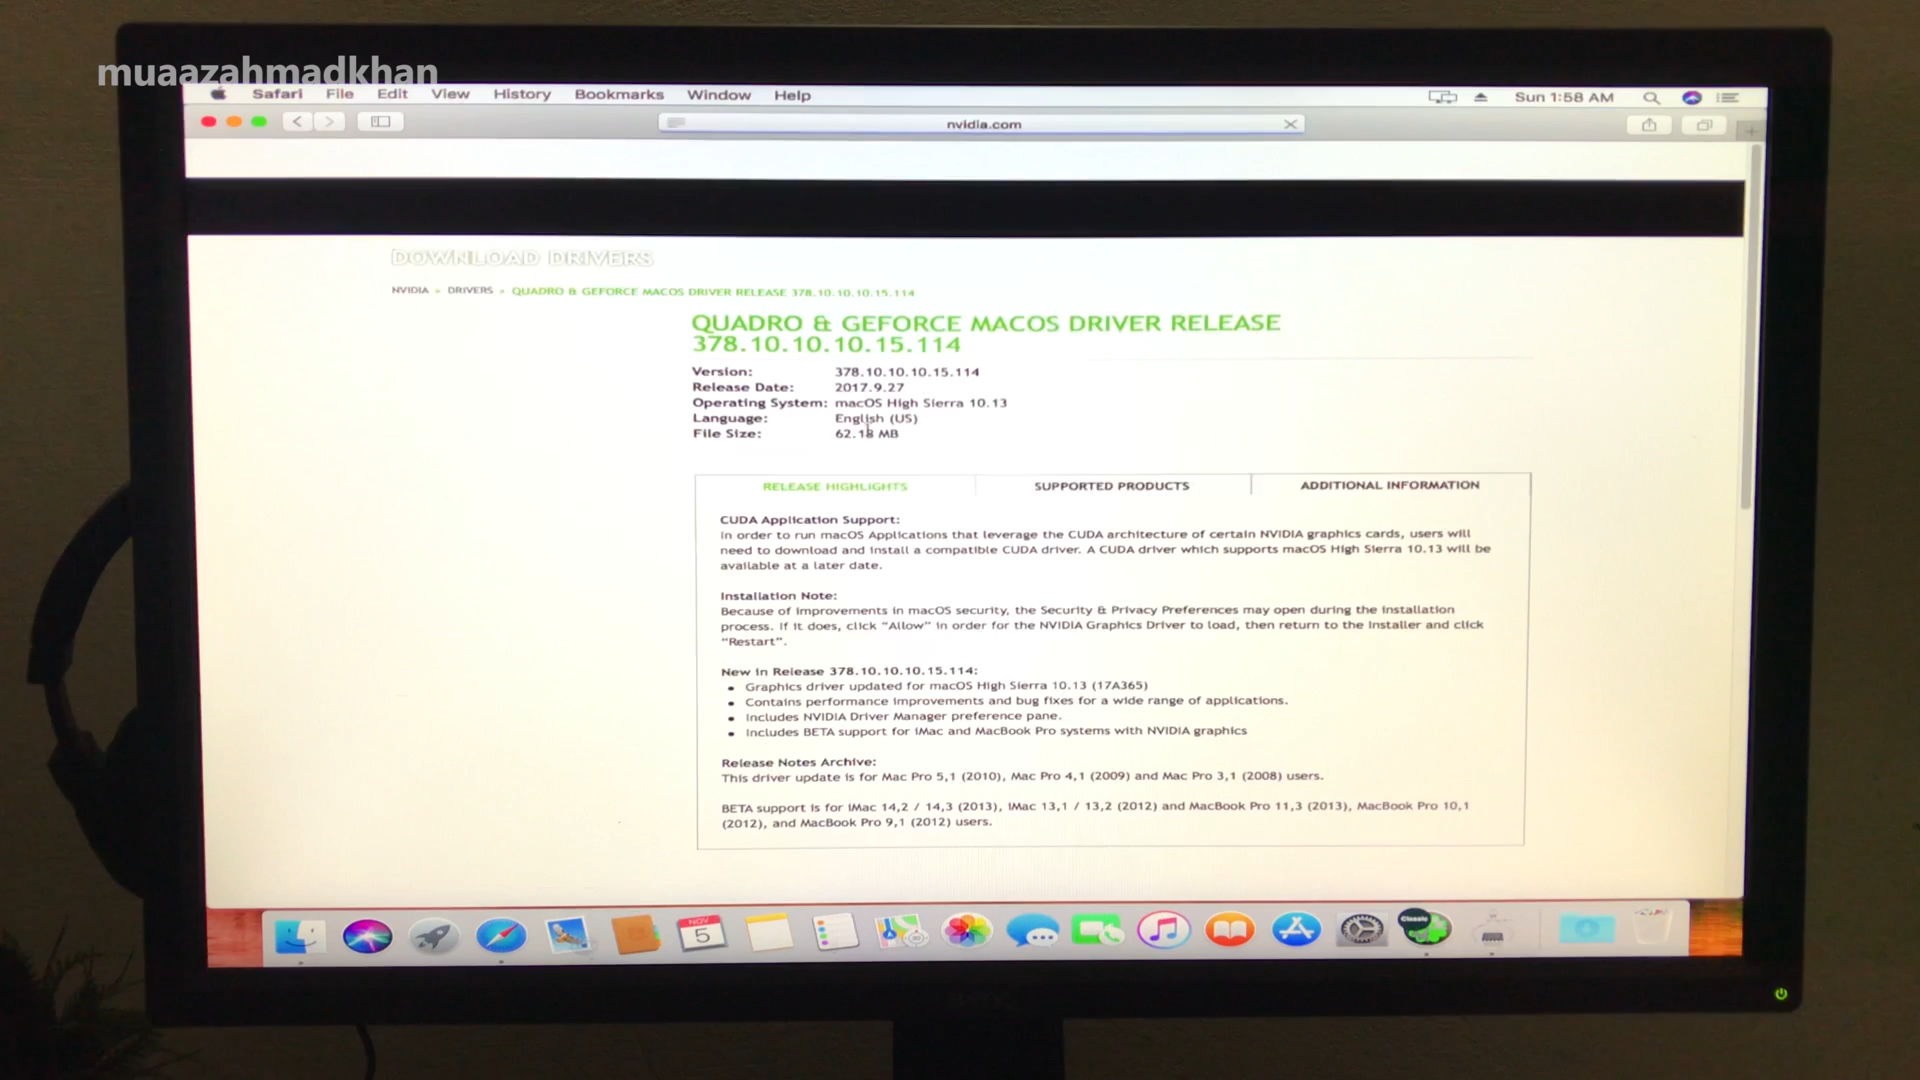 muaazahmadkhan
Safari File Edit View History Bookmarks Window Help Sun 1:58 AM
nvidia.com
DOWNLOAD DRIVERS
NVIDIA > DRIVERS > QUADRO & GEFORCE MACOS DRIVER RELEASE 378.10.10.10.15.114
QUADRO & GEFORCE MACOS DRIVER RELEASE
378.10.10.10.15.114
Version: 378.10.10.10.15.114
Release Date: 2017.9.27
Operating System: macOS High Sierra 10.13
Language: English (US)
File Size: 62.18 MB
RELEASE HIGHLIGHTS SUPPORTED PRODUCTS ADDITIONAL INFORMATION
CUDA Application Support:
In order to run macOS Applications that leverage the CUDA architecture of certain NVIDIA graphics cards, users will
need to download and install a compatible CUDA driver. A CUDA driver which supports macOS High Sierra 10.13 will be
available at a later date.
Installation Note:
Because of improvements in macOS security, the Security & Privacy Preferences may open during the installation
process. If it does, click “Allow” in order for the NVIDIA Graphics Driver to load, then return to the Installer and click
“Restart”.
New in Release 378.10.10.10.15.114:
• Graphics driver updated for macOS High Sierra 10.13 (17A365)
• Contains performance improvements and bug fixes for a wide range of applications.
• Includes NVIDIA Driver Manager preference pane.
• Includes BETA support for iMac and MacBook Pro systems with NVIDIA graphics
Release Notes Archive:
This driver update is for Mac Pro 5,1 (2010), Mac Pro 4,1 (2009) and Mac Pro 3,1 (2008) users.
BETA support is for iMac 14,2 / 14,3 (2013), iMac 13,1 / 13,2 (2012) and MacBook Pro 11,3 (2013), MacBook Pro 10,1
(2012), and MacBook Pro 9,1 (2012) users.
NOV
5
Classic